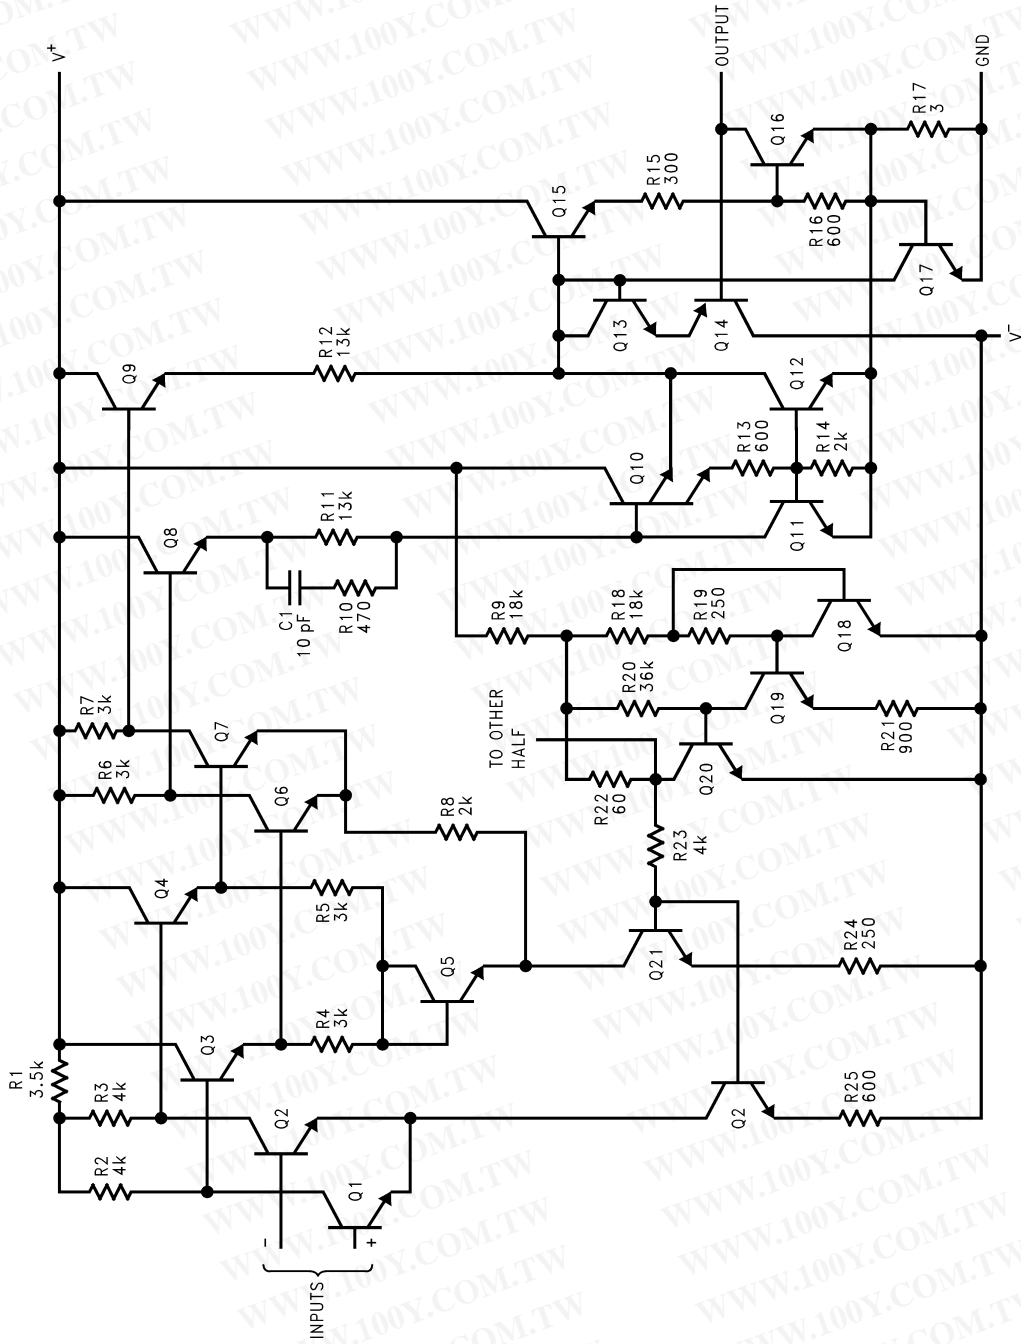 V+
R1
3.5k
R3
4k
R2
4k
Q3
Q2
Q1
-
+
INPUTS
Q4
R5
3k
R4
3k
Q5
R7
3k
R6
3k
Q7
Q6
R8
2k
Q9
Q8
R12
13k
R11
13k
C1
10 pF
R10
470
R9
18k
R18
18k
R19
250
R20
36k
TO OTHER
HALF
R22
60
R23
4k
Q18
Q19
R21
900
Q20
Q21
R24
250
Q2
R25
600
Q10
R13
600
R14
2k
Q12
Q11
Q15
Q13
Q14
R15
300
R16
600
Q16
Q17
R17
3
OUTPUT
GND
V-
WWW.100Y.COM.TW